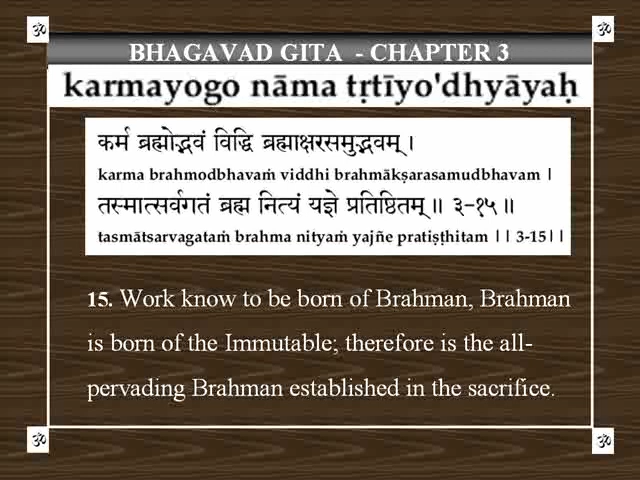 ॐ ॐ
BHAGAVAD GITA - CHAPTER 3
karmayogo nāma tṛtīyo'dhyāyaḥ
कर्म ब्रह्मोद्भवं विद्धि ब्रह्माक्षरसमुद्भवम् ।
karma brahmodbhavaṁ viddhi brahmākṣarasamudbhavam |
तस्मात्सर्वगतं ब्रह्म नित्यं यज्ञे प्रतिष्ठितम् ॥ ३-१५ ॥
tasmātsarvagataṁ brahma nityaṁ yajñe pratiṣṭhitam || 3-15||
15. Work know to be born of Brahman, Brahman
is born of the Immutable; therefore is the all-
pervading Brahman established in the sacrifice.
ॐ ॐ